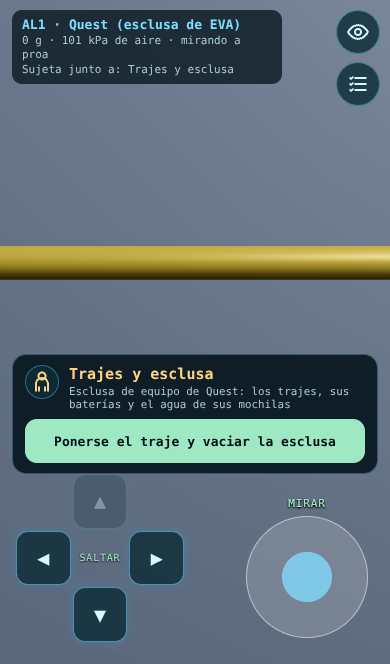 AL1 · Quest (esclusa de EVA)
0 g · 101 kPa de aire · mirando a
proa
Sujeta junto a: Trajes y esclusa
Trajes y esclusa
Esclusa de equipo de Quest: los trajes, sus
baterías y el agua de sus mochilas
Ponerse el traje y vaciar la esclusa
MIRAR
SALTAR